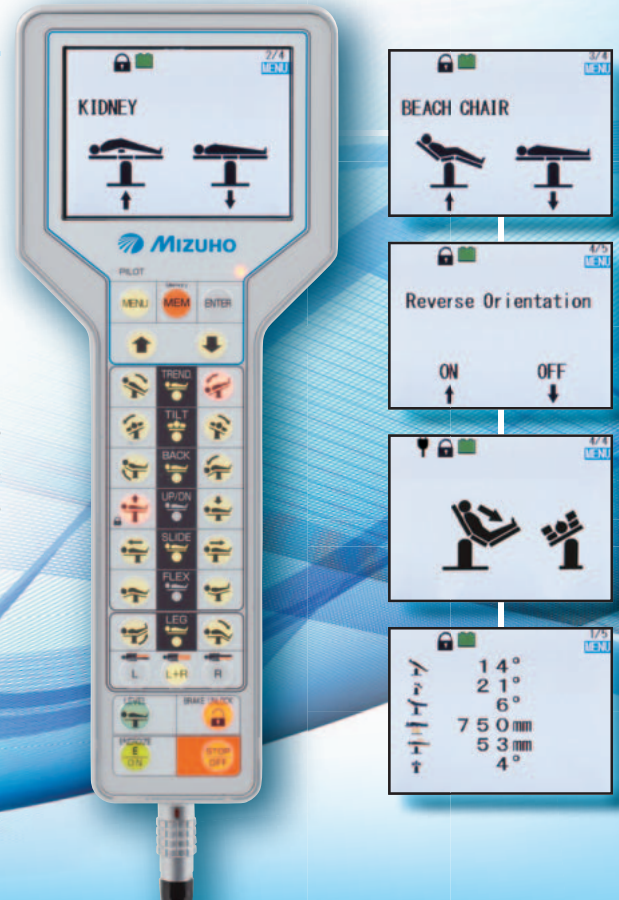 2/4
MENU
KIDNEY
MIZUHO
PILOT
MENU
MEM
ENTER
TREND
TILT
BACK
UP/DN
SLIDE
FLEX
LEG
L
L+R
R
LEVEL
BRAKE UNLOCK
E
ON
STOP
OFF
3/4
MENU
BEACH CHAIR
4/5
MENU
Reverse Orientation
ON
OFF
4/4
MENU
1/5
MENU
14°
21°
6°
750mm
53mm
4°